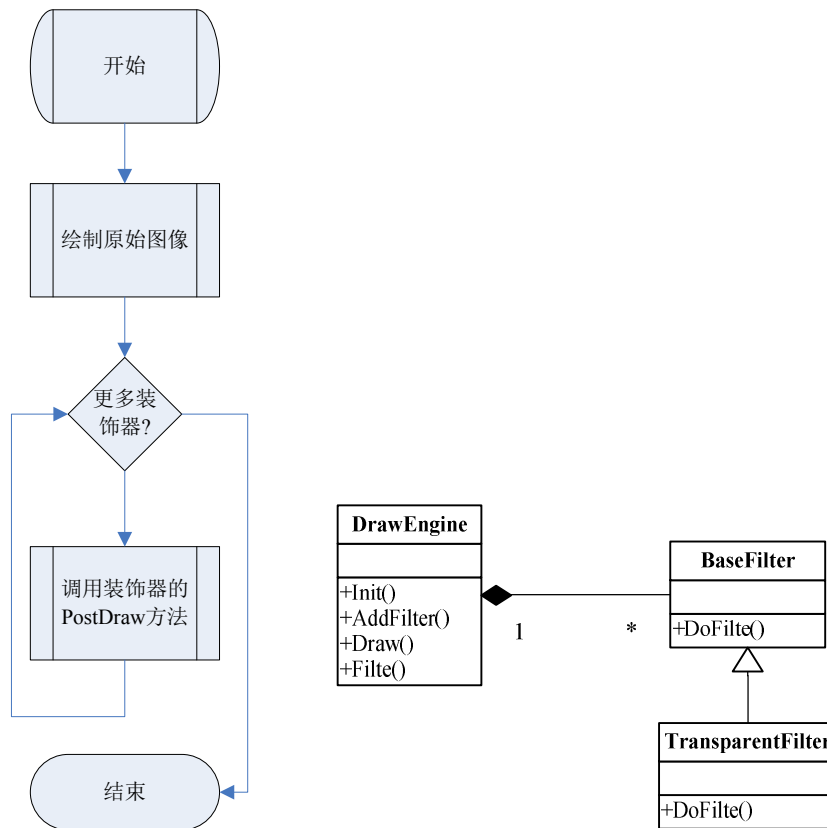 开始
绘制原始图像
更多装
饰器?
调用装饰器的
PostDraw方法
结束
DrawEngine
+Init()
+AddFilter()
+Draw()
+Filte()
1
*
BaseFilter
+DoFilte()
TransparentFilter
+DoFilte()